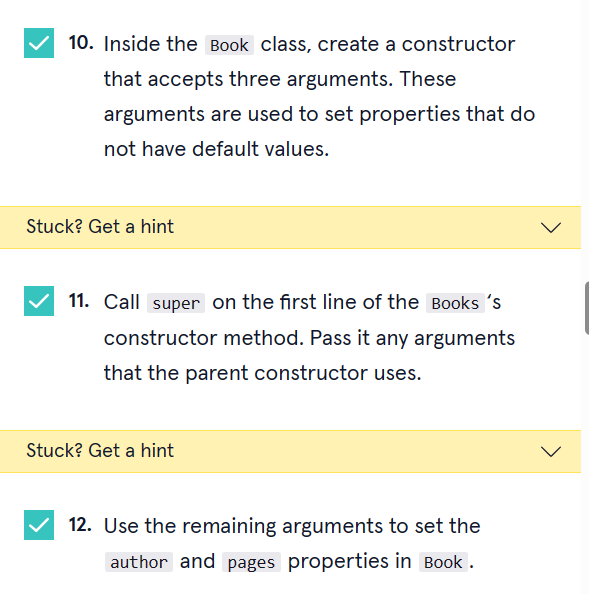 10. Inside the Book class, create a constructor
that accepts three arguments. These
arguments are used to set properties that do
not have default values.
Stuck? Get a hint
11. Call super on the first line of the Books ‘s
constructor method. Pass it any arguments
that the parent constructor uses.
Stuck? Get a hint
12. Use the remaining arguments to set the
author and pages properties in Book .